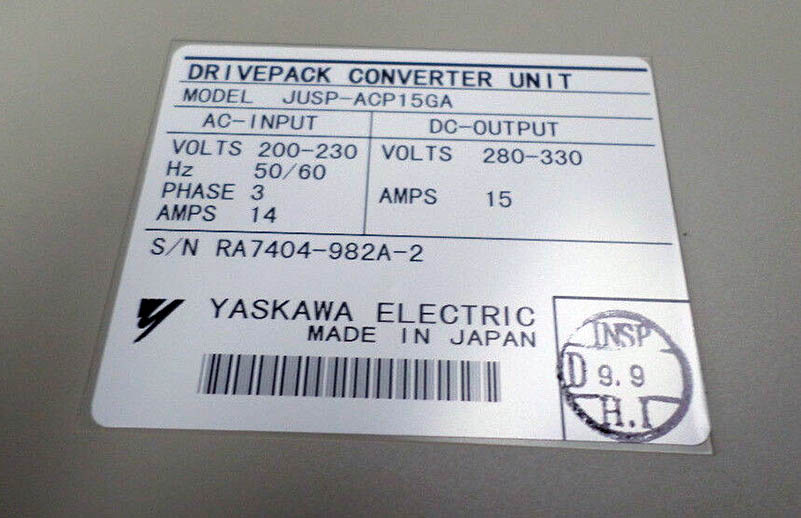 DRIVEPACK CONVERTER UNIT
MODEL JUSP-ACP15GA
AC-INPUT
VOLTS 200-230
Hz 50/60
PHASE 3
AMPS 14
DC-OUTPUT
VOLTS 280-330
AMPS 15
S/N RA7404-982A-2
YASKAWA ELECTRIC
MADE IN JAPAN
INSP
D 9.9
H.I